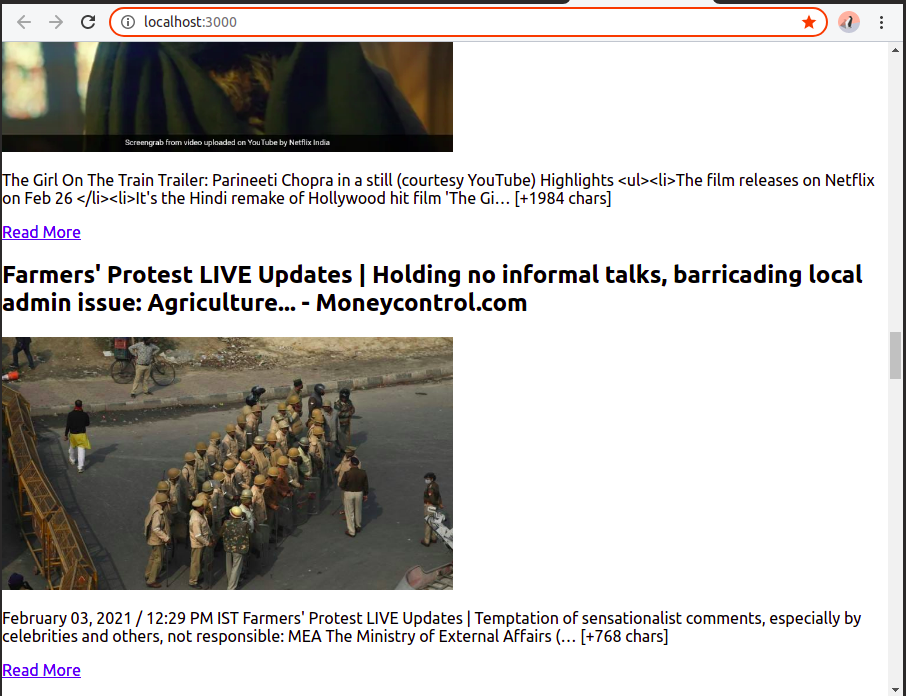 localhost:3000
Screengrab from video uploaded on YouTube by Netflix India
The Girl On The Train Trailer: Parineeti Chopra in a still (courtesy YouTube) Highlights <ul><li>The film releases on Netflix
on Feb 26 </li><li>It's the Hindi remake of Hollywood hit film 'The Gi… [+1984 chars]
Read More
Farmers' Protest LIVE Updates | Holding no informal talks, barricading local
admin issue: Agriculture... - Moneycontrol.com
February 03, 2021 / 12:29 PM IST Farmers' Protest LIVE Updates | Temptation of sensationalist comments, especially by
celebrities and others, not responsible: MEA The Ministry of External Affairs (… [+768 chars]
Read More